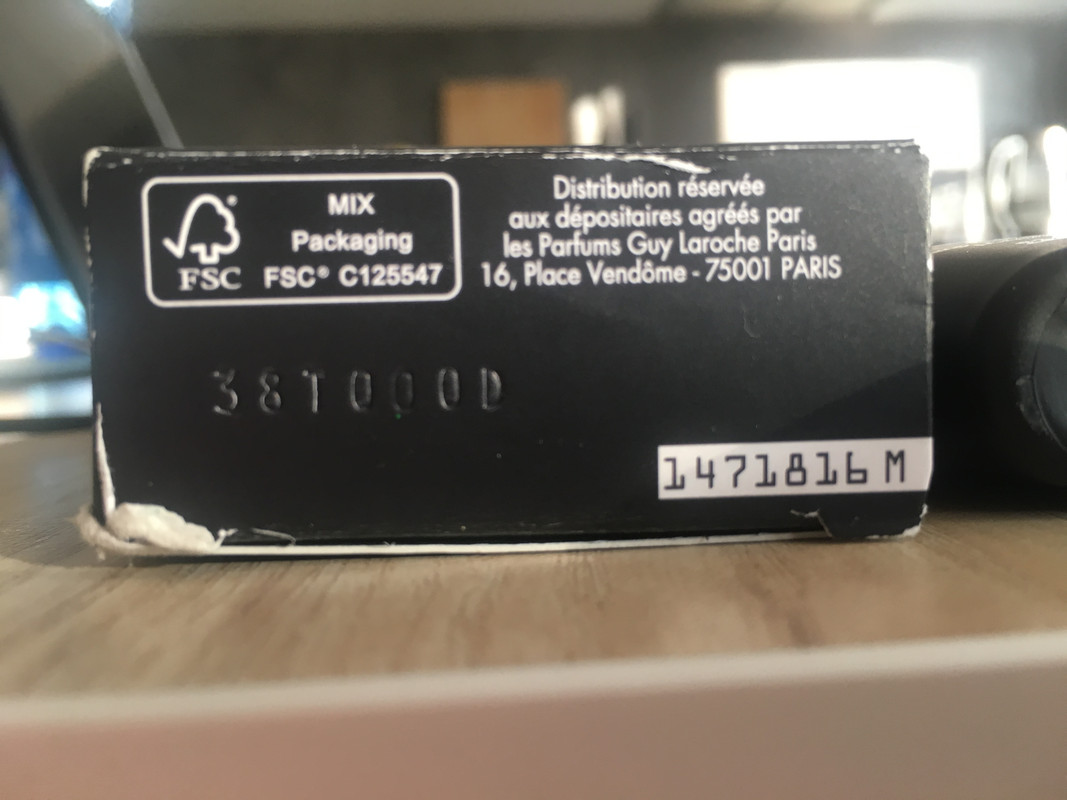 MIX
Packaging
FSC® C125547
FSC
Distribution réservée
aux dépositaires agréés par
les Parfums Guy Laroche Paris
16, Place Vendôme - 75001 PARIS
38T000D
1471816 M